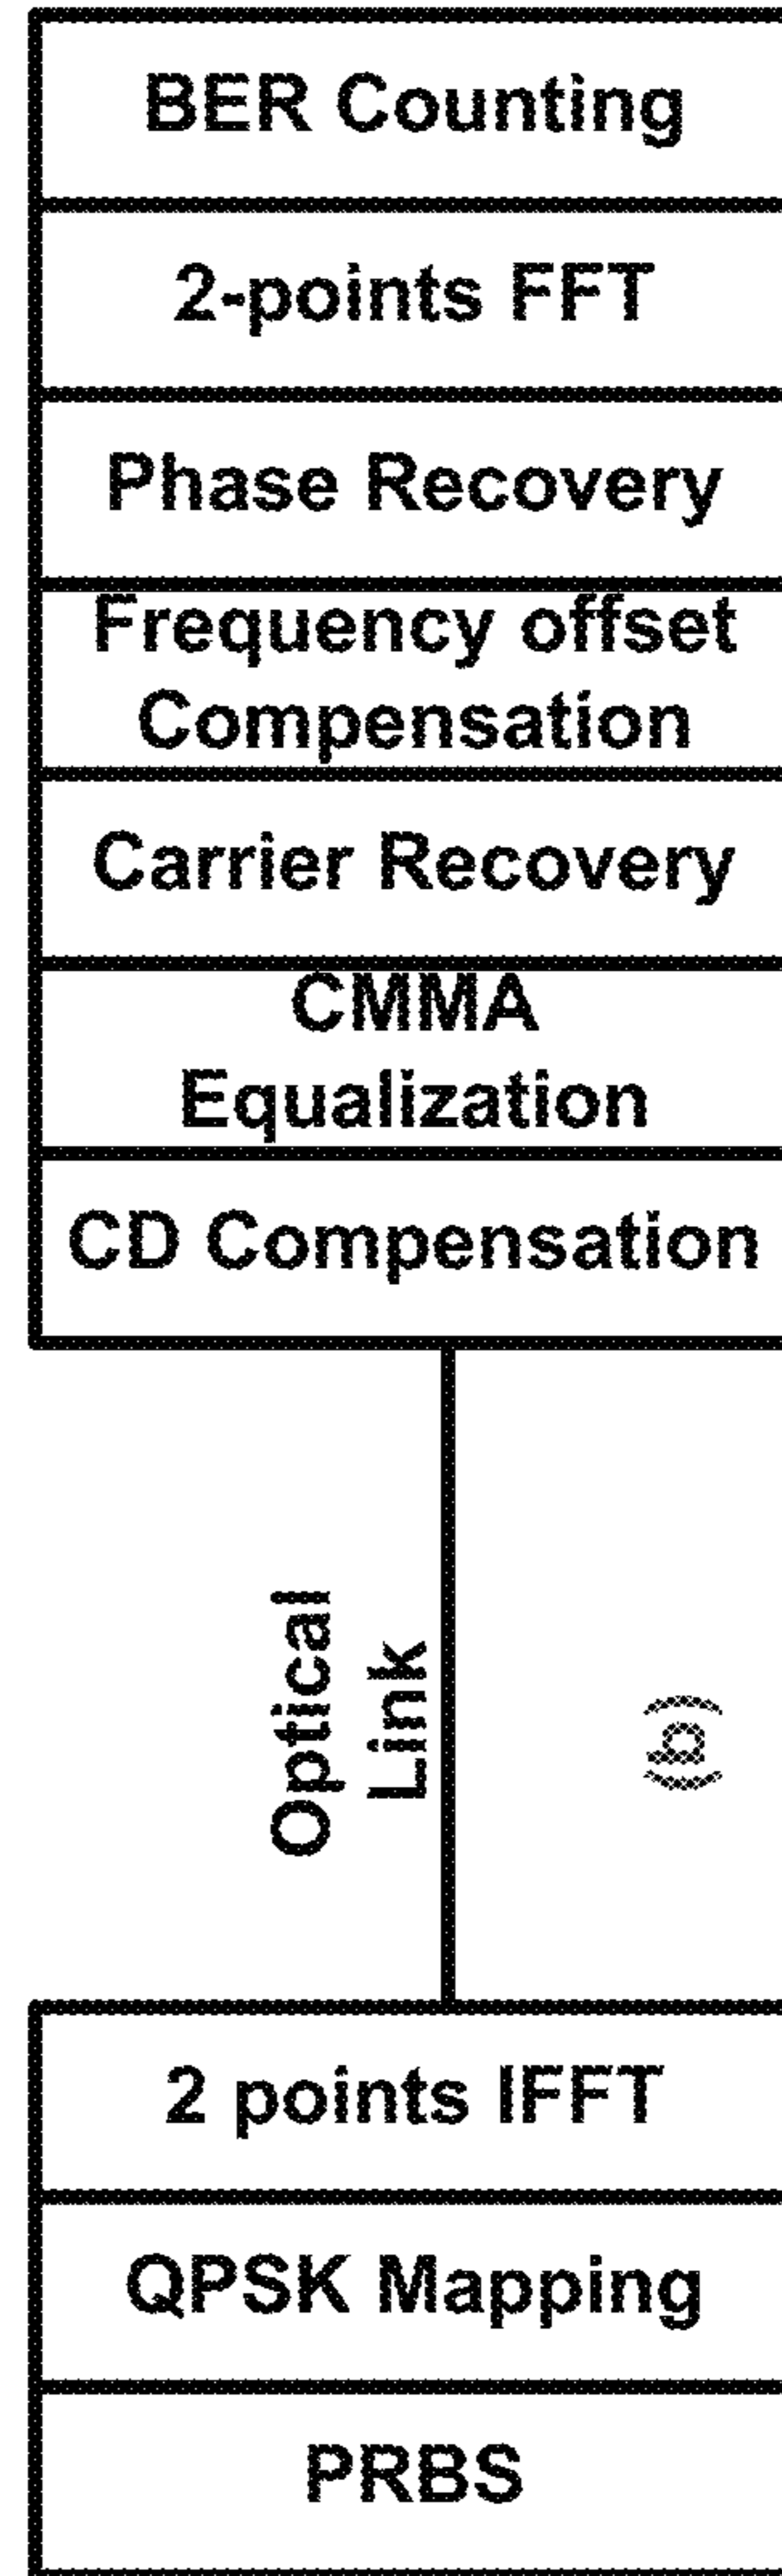 BER Counting
2-points FFT
Phase Recovery
Frequency offset
Compensation
Carrier Recovery
CMMA
Equalization
CD Compensation
Optical
Link
(b)
2 points IFFT
QPSK Mapping
PRBS